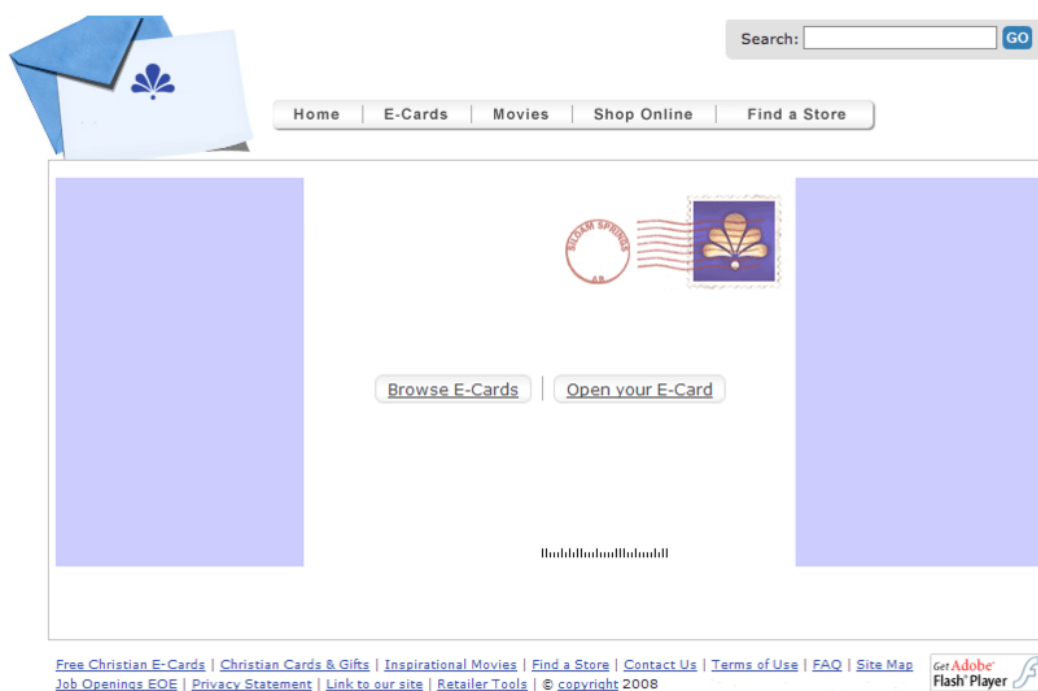 Search: GO
Home | E-Cards | Movies | Shop Online | Find a Store
SILOAM SPRINGS
AR
Browse E-Cards | Open your E-Card
Free Christian E-Cards | Christian Cards & Gifts | Inspirational Movies | Find a Store | Contact Us | Terms of Use | FAQ | Site Map
Job Openings EOE | Privacy Statement | Link to our site | Retailer Tools | © copyright 2008
Get Adobe
Flash Player